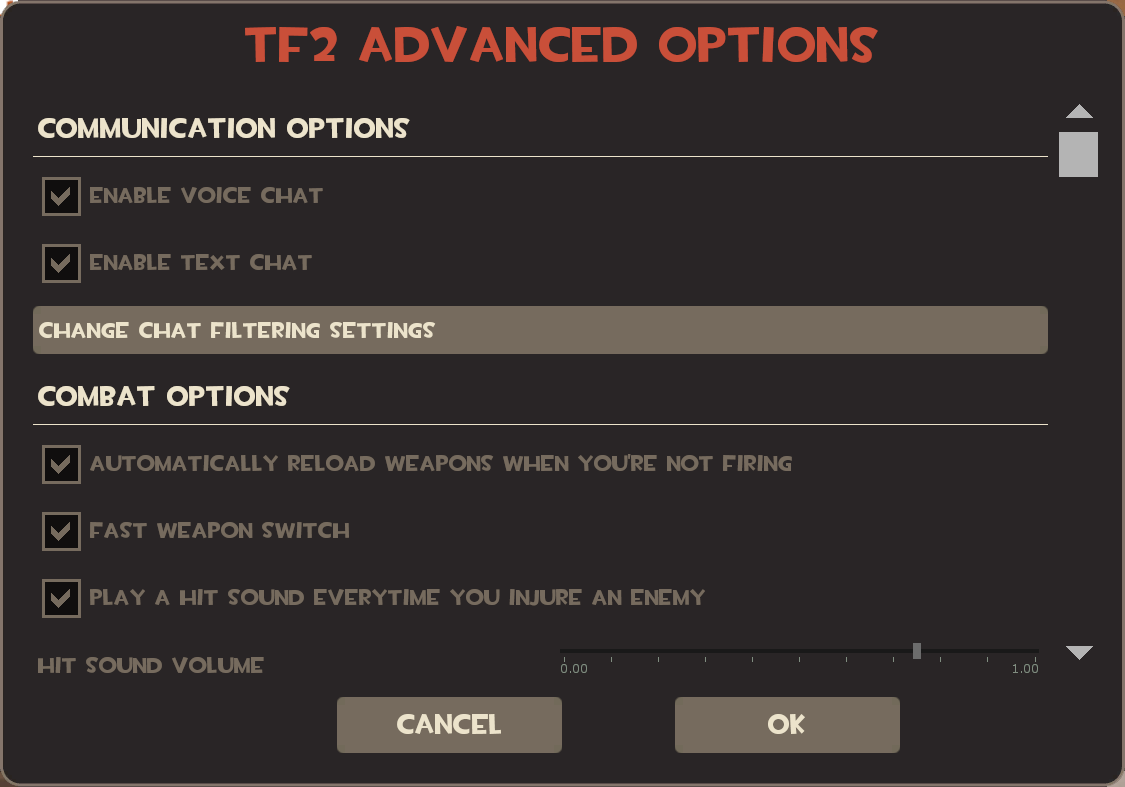 TF2 ADVANCED OPTIONS
COMMUNICATION OPTIONS
ENABLE VOICE CHAT
ENABLE TEXT CHAT
CHANGE CHAT FILTERING SETTINGS
COMBAT OPTIONS
AUTOMATICALLY RELOAD WEAPONS WHEN YOU'RE NOT FIRING
FAST WEAPON SWITCH
PLAY A HIT SOUND EVERYTIME YOU INJURE AN ENEMY
HIT SOUND VOLUME
0.00 1.00
CANCEL OK